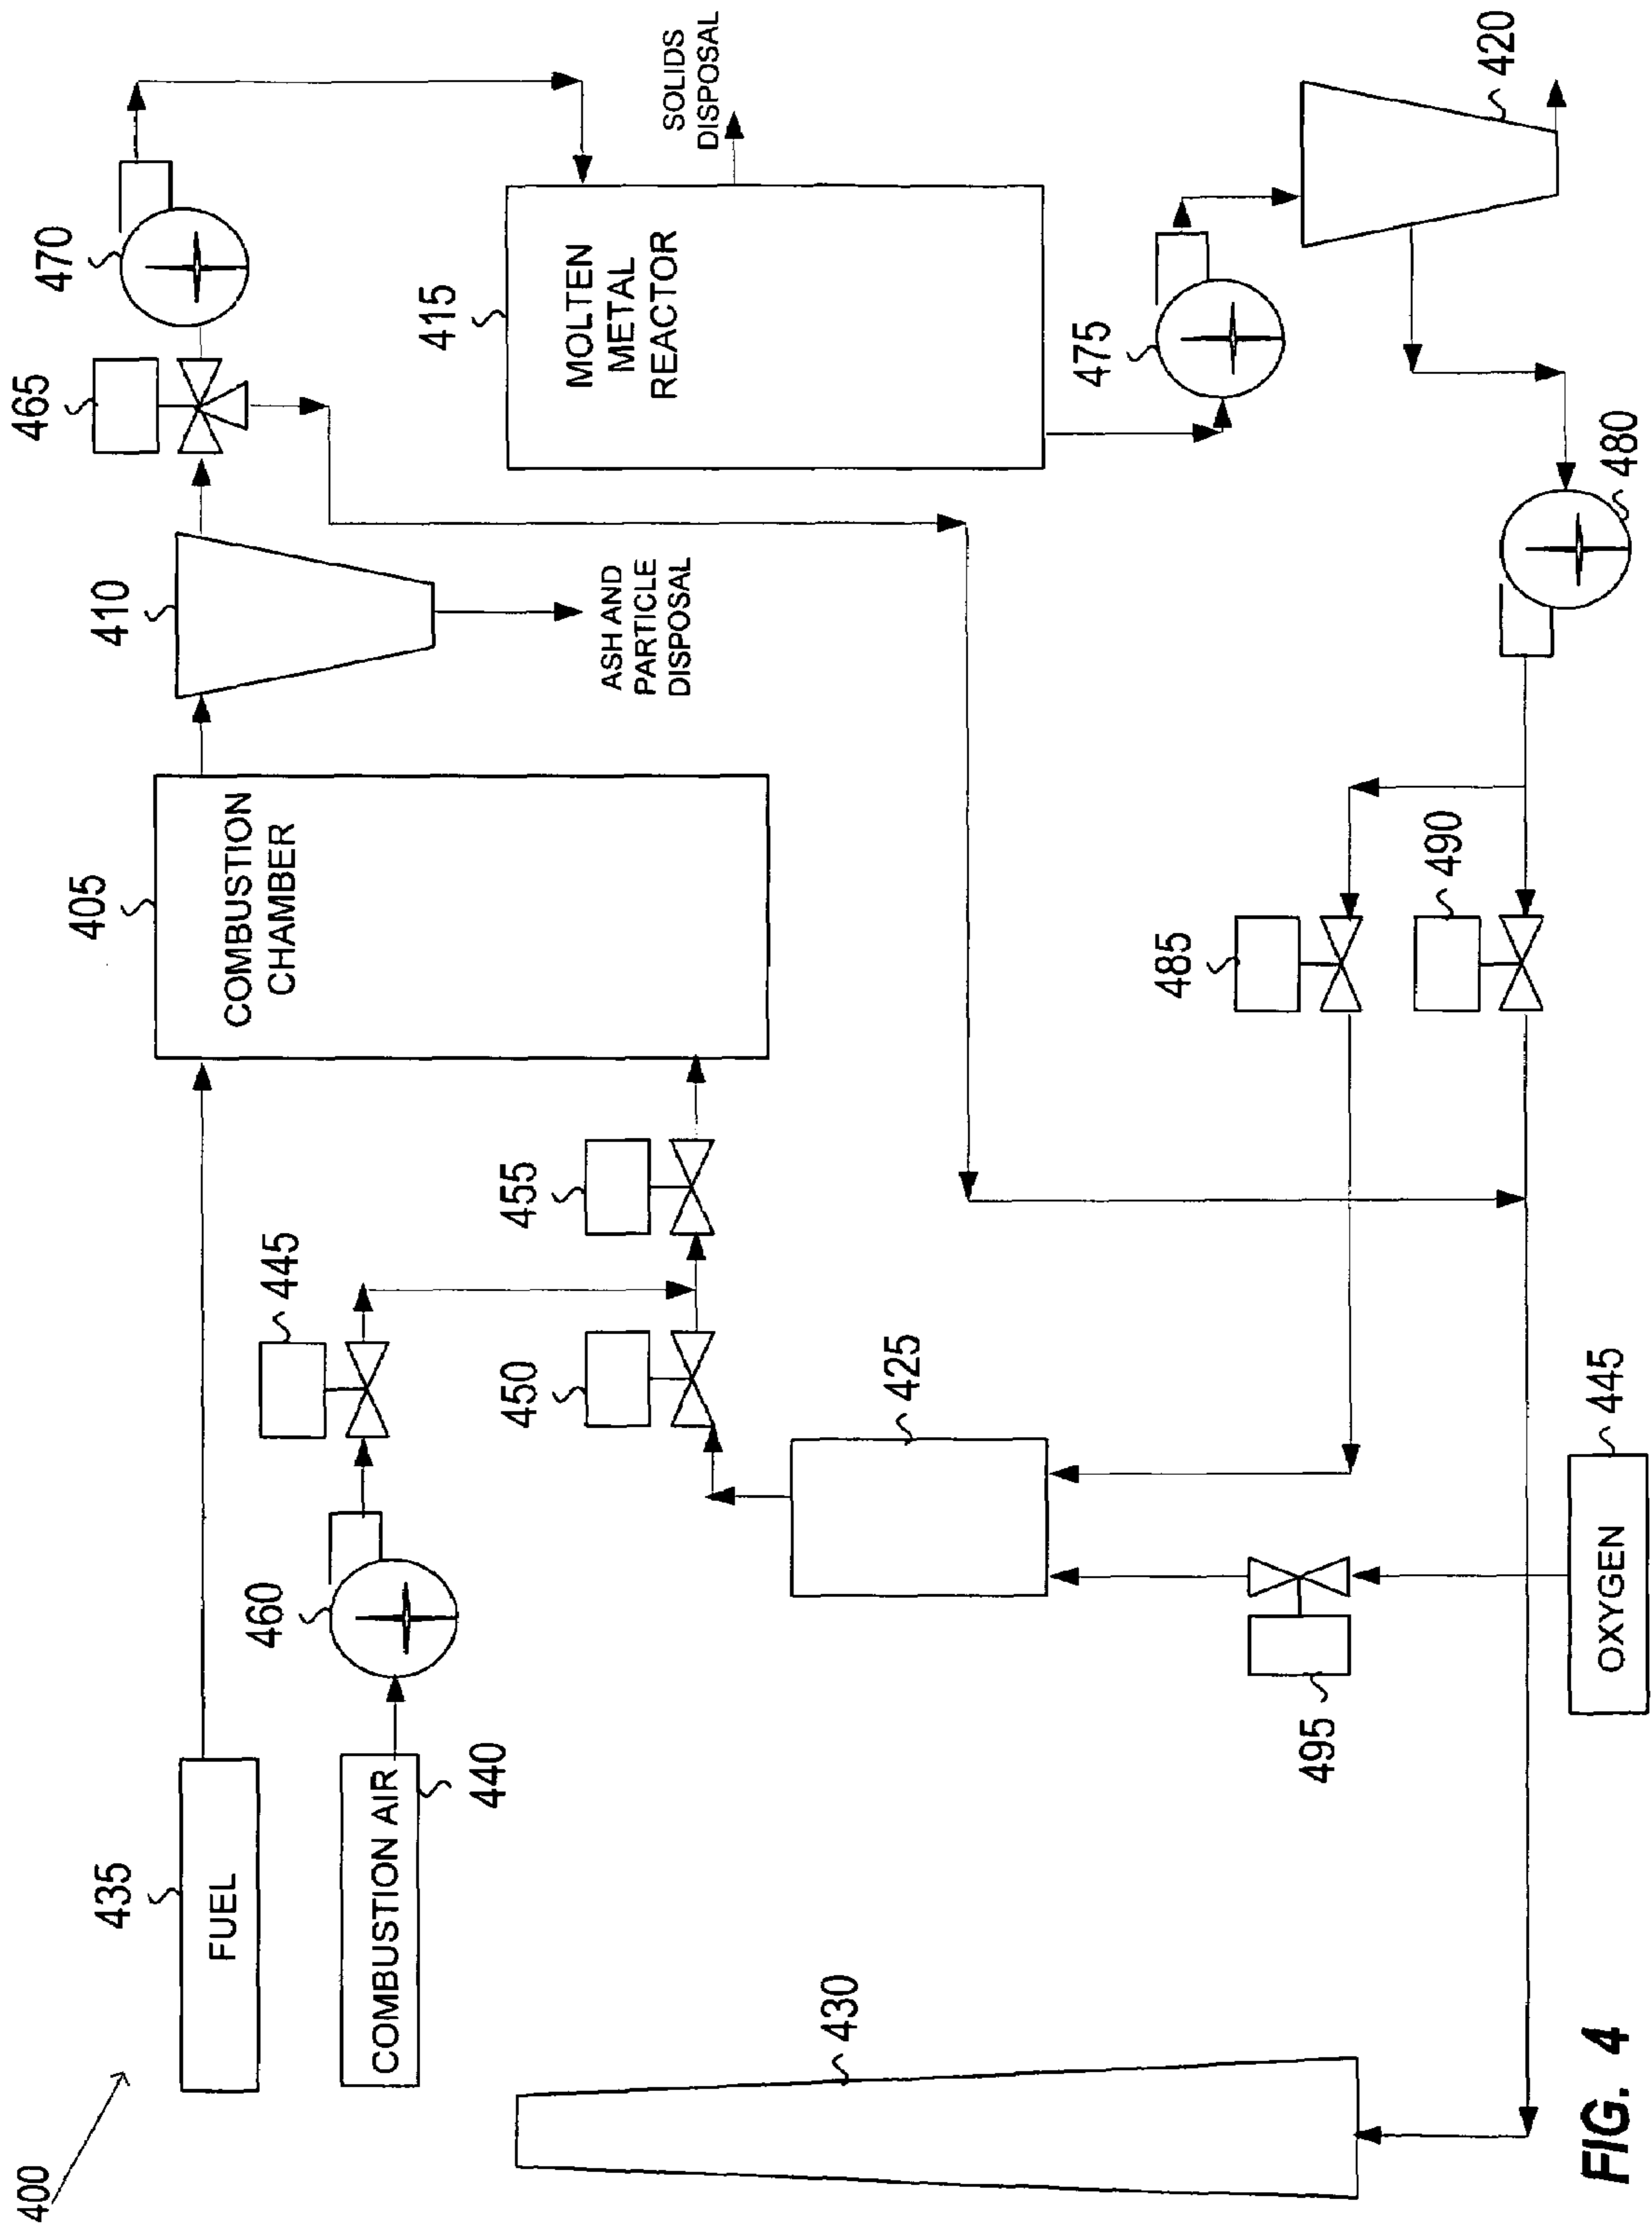 400
435
FUEL
COMBUSTION AIR
440
460
445
450
455
405
COMBUSTION
CHAMBER
410
ASH AND
PARTICLE
DISPOSAL
465
470
415
MOLTEN
METAL
REACTOR
SOLIDS
DISPOSAL
475
420
480
485
490
425
495
OXYGEN
445
430
FIG. 4